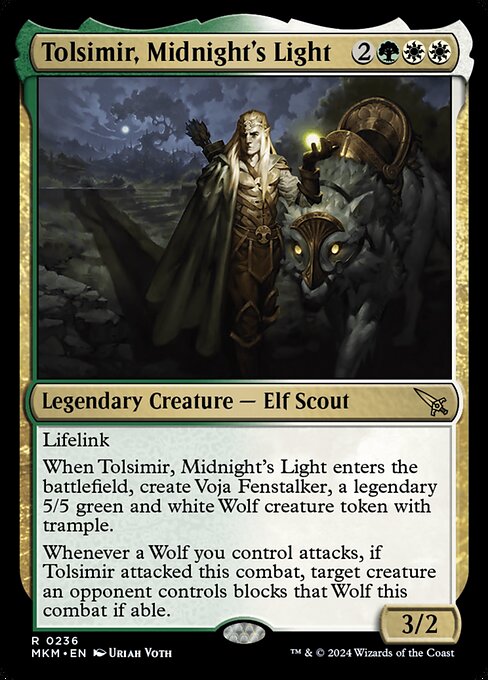 Tolsimir, Midnight's Light 2
Legendary Creature — Elf Scout
Lifelink
When Tolsimir, Midnight's Light enters the
battlefield, create Voja Fenstalker, a legendary
5/5 green and white Wolf creature token with
trample.
Whenever a Wolf you control attacks, if
Tolsimir attacked this combat, target creature
an opponent controls blocks that Wolf this
combat if able.
3/2
R 0236
MKM • EN Uriah Voth
™ & © 2024 Wizards of the Coast